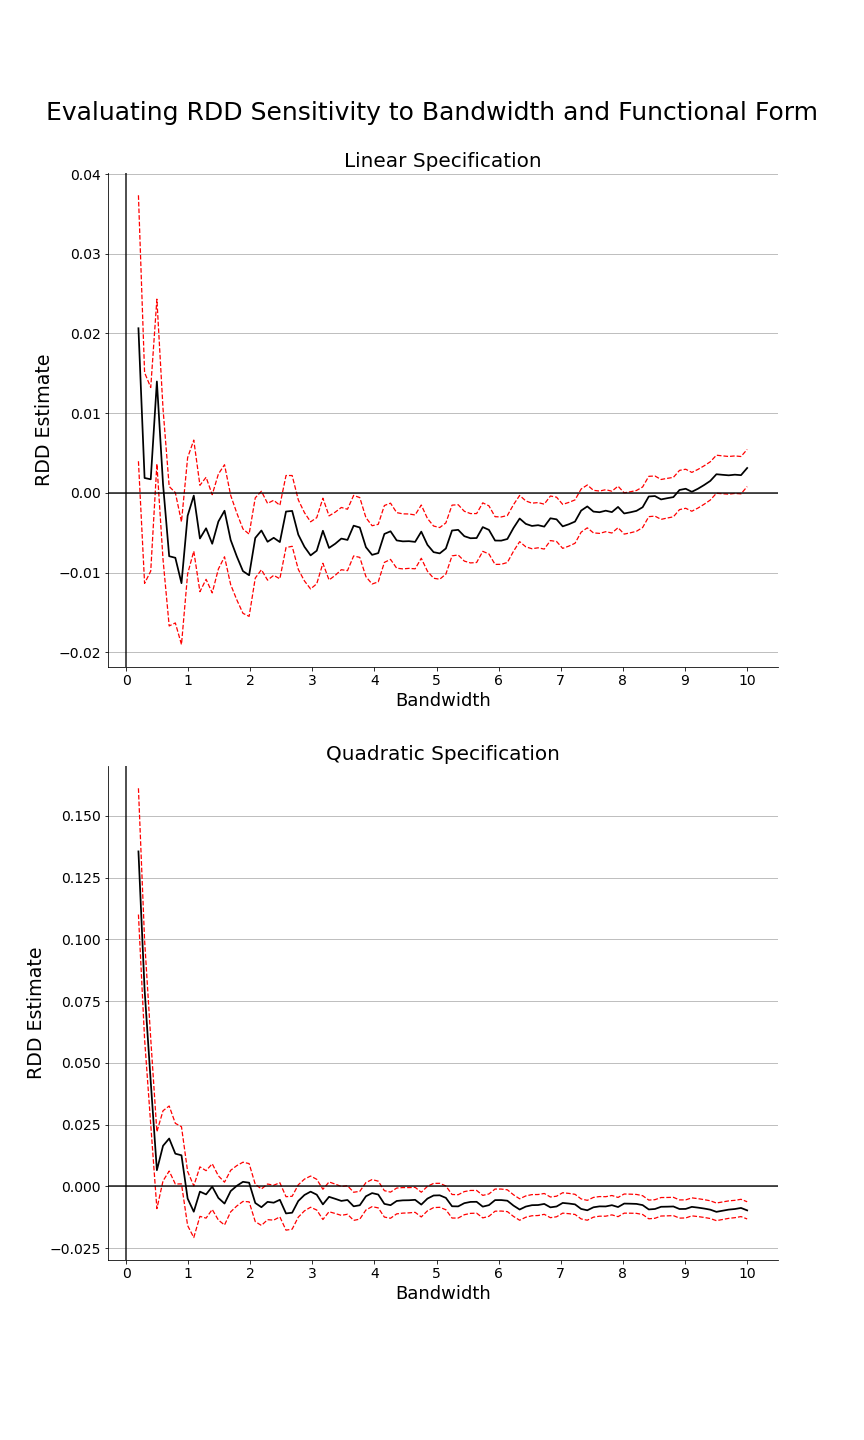 Evaluating RDD Sensitivity to Bandwidth and Functional Form
Linear Specification
0.04
0.03
0.02
0.01
0.00
−0.01
−0.02
RDD Estimate
0 1 2 3 4 5 6 7 8 9 10
Bandwidth
Quadratic Specification
0.150
0.125
0.100
0.075
0.050
0.025
0.000
−0.025
RDD Estimate
0 1 2 3 4 5 6 7 8 9 10
Bandwidth